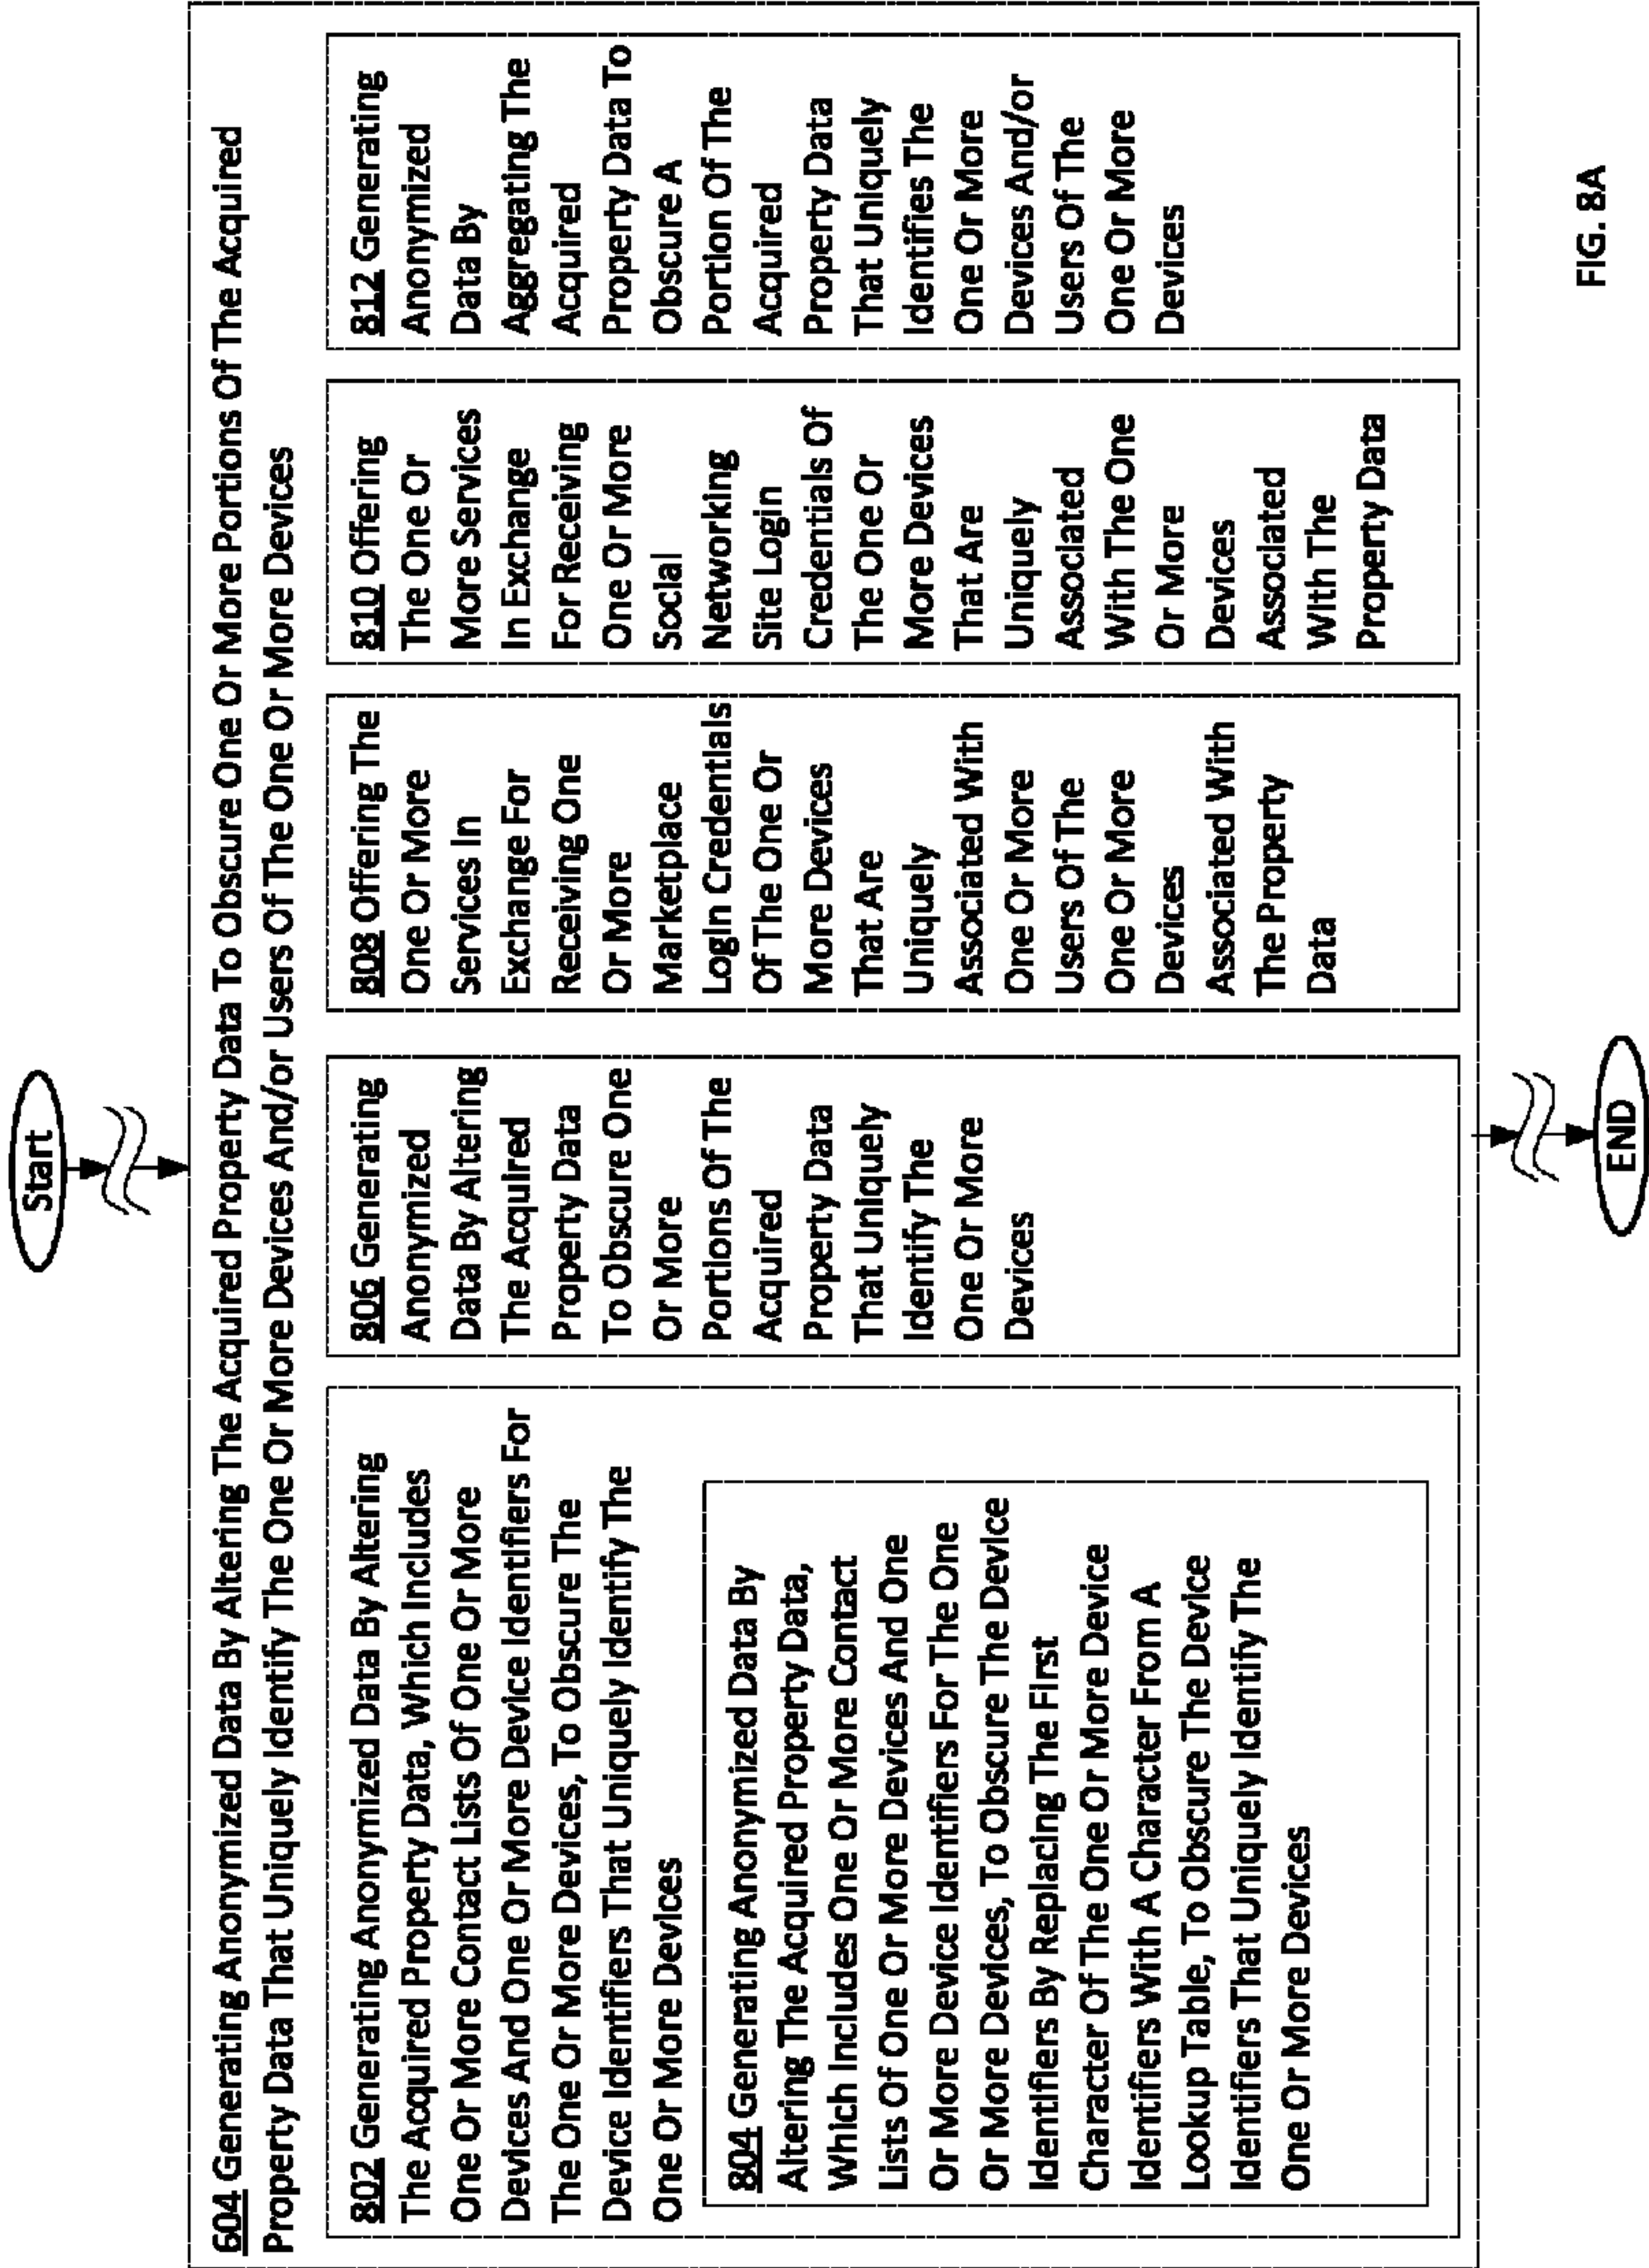 Start
604 Generating Anonymized Data By Altering The Acquired Property Data To Obscure One Or More Portions Of The Acquired
Property Data That Uniquely Identify The One Or More Devices And/or Users Of The One Or More Devices
802 Generating Anonymized Data By Altering
The Acquired Property Data, Which Includes
One Or More Contact Lists Of One Or More
Devices And One Or More Device Identifiers For
The One Or More Devices, To Obscure The
Device Identifiers That Uniquely Identify The
One Or More Devices
804 Generating Anonymized Data By
Altering The Acquired Property Data,
Which Includes One Or More Contact
Lists Of One Or More Devices And One
Or More Device Identifiers For The One
Or More Devices, To Obscure The Device
Identifiers By Replacing The First
Character Of The One Or More Device
Identifiers With A Character From A
Lookup Table, To Obscure The Device
Identifiers That Uniquely Identify The
One Or More Devices
806 Generating
Anonymized
Data By Altering
The Acquired
Property Data
To Obscure One
Or More
Portions Of The
Acquired
Property Data
That Uniquely
Identify The
One Or More
Devices
808 Offering The
One Or More
Services In
Exchange For
Receiving One
Or More
Marketplace
Login Credentials
Of The One Or
More Devices
That Are
Uniquely
Associated With
One Or More
Users Of The
One Or More
Devices
Associated With
The Property
Data
810 Offering
The One Or
More Services
In Exchange
For Receiving
One Or More
Social
Networking
Site Login
Credentials Of
The One Or
More Devices
That Are
Uniquely
Associated
With The One
Or More
Devices
Associated
With The
Property Data
812 Generating
Anonymized
Data By
Aggregating The
Acquired
Property Data To
Obscure A
Portion Of The
Acquired
Property Data
That Uniquely
Identifies The
One Or More
Devices And/or
Users Of The
One Or More
Devices
END
FIG. 8A